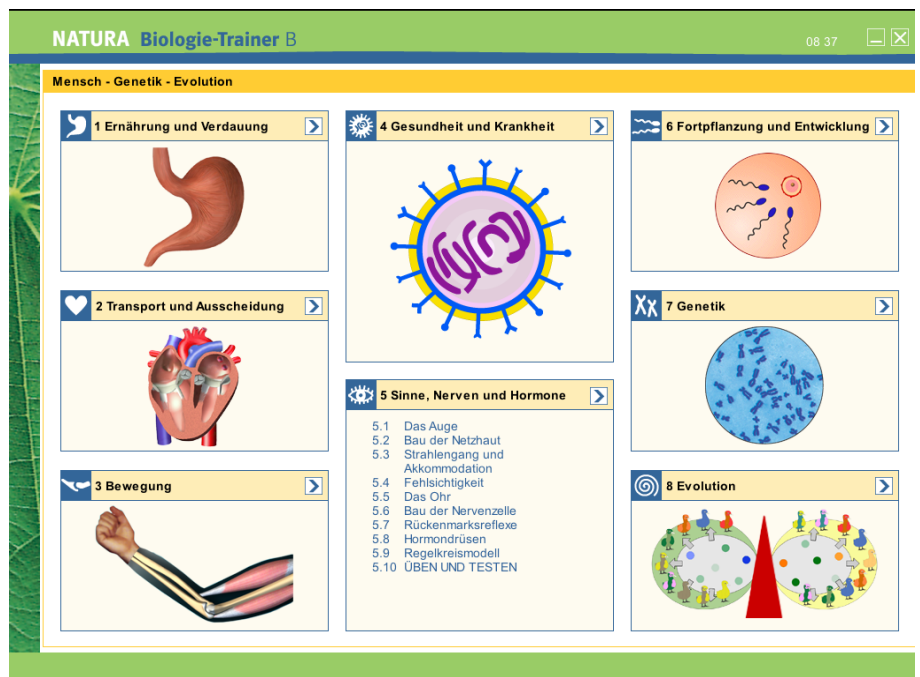 NATURA Biologie-Trainer B
08 37
Mensch - Genetik - Evolution
1 Ernährung und Verdauung
2 Transport und Ausscheidung
3 Bewegung
4 Gesundheit und Krankheit
5 Sinne, Nerven und Hormone
5.1 Das Auge
5.2 Bau der Netzhaut
5.3 Strahlengang und
Akkommodation
5.4 Fehlsichtigkeit
5.5 Das Ohr
5.6 Bau der Nervenzelle
5.7 Rückenmarksreflexe
5.8 Hormondrüsen
5.9 Regelkreismodell
5.10 ÜBEN UND TESTEN
6 Fortpflanzung und Entwicklung
7 Genetik
8 Evolution